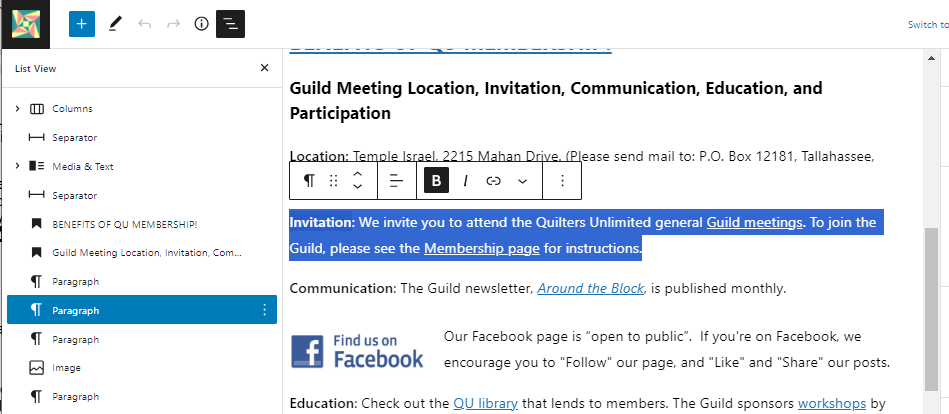 Switch to
List View
Columns
Separator
Media & Text
Separator
BENEFITS OF QU MEMBERSHIP!
Guild Meeting Location, Invitation, Com...
Paragraph
Paragraph
Paragraph
Image
Paragraph
BENEFITS OF QU MEMBERSHIP!
Guild Meeting Location, Invitation, Communication, Education, and
Participation
Location: Temple Israel, 2215 Mahan Drive. (Please send mail to: P.O. Box 12181, Tallahassee,
B I
Invitation: We invite you to attend the Quilters Unlimited general Guild meetings. To join the
Guild, please see the Membership page for instructions.
Communication: The Guild newsletter, Around the Block, is published monthly.
Find us on
Facebook
Our Facebook page is “open to public”.  If you're on Facebook, we
encourage you to "Follow" our page, and "Like" and "Share" our posts.
Education: Check out the QU library that lends to members. The Guild sponsors workshops by